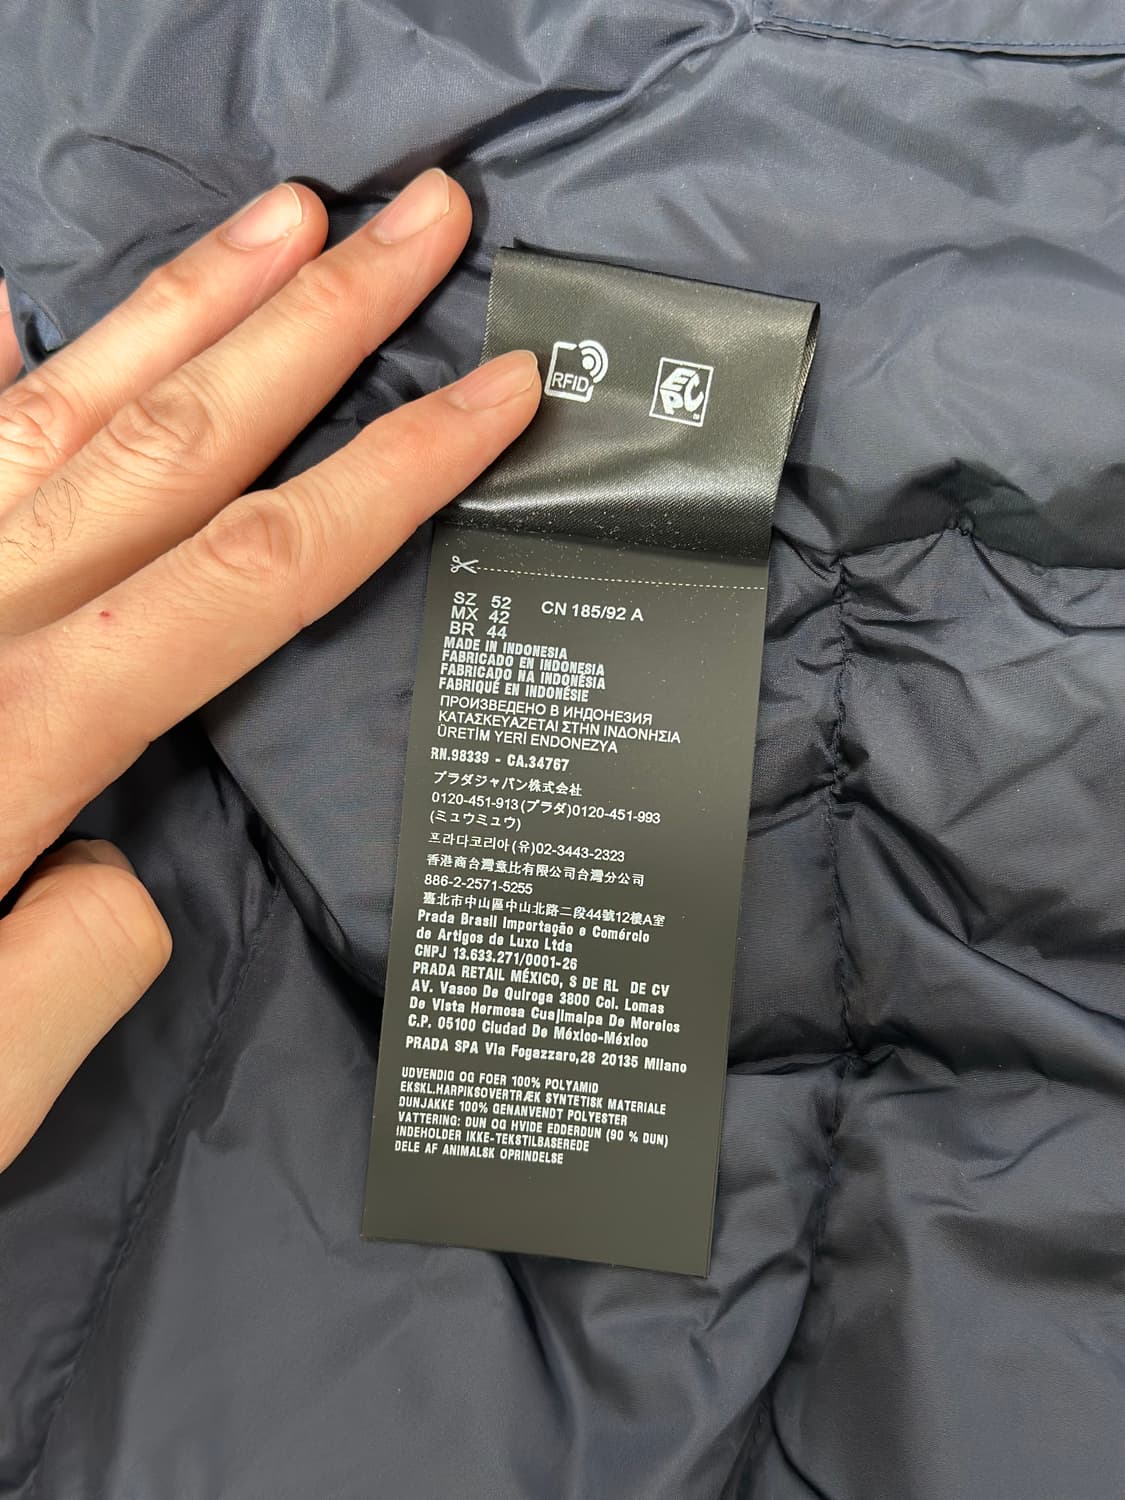 RFID
EPC
SZ 52 CN 185/92 A
MX 42
BR 44
MADE IN INDONESIA
FABRICADO EN INDONESIA
FABRICADO NA INDONÉSIA
FABRIQUÉ EN INDONÉSIE
ПРОИЗВЕДЕНО В ИНДОНЕЗИЯ
ΚΑΤΑΣΚΕΥΑΖΕΤΑΙ ΣΤΗΝ ΙΝΔΟΝΗΣΙΑ
ÜRETİM YERİ ENDONEZYA
RN.98339 - CA.34767
プラダジャパン株式会社
0120-451-913(プラダ)0120-451-993
(ミュウミュウ)
프라다코리아(유)02-3443-2323
香港商台灣意比有限公司台灣分公司
886-2-2571-5255
臺北市中山區中山北路二段44號12樓A室
Prada Brasil Importação e Comércio
de Artigos de Luxo Ltda
CNPJ 13.633.271/0001-26
PRADA RETAIL MÉXICO, S DE RL DE CV
AV. Vasco De Quiroga 3800 Col. Lomas
De Vista Hermosa Cuajimalpa De Morelos
C.P. 05100 Ciudad De México-México
PRADA SPA Via Fogazzaro,28 20135 Milano
UDVENDIG OG FOER 100% POLYAMID
EKSKL.HARPIKSOVERTRÆK SYNTETISK MATERIALE
DUNJAKKE 100% GENANVENDT POLYESTER
VATTERING: DUN OG HVIDE EDDERDUN (90 % DUN)
INDEHOLDER IKKE-TEKSTILBASEREDE
DELE AF ANIMALSK OPRINDELSE